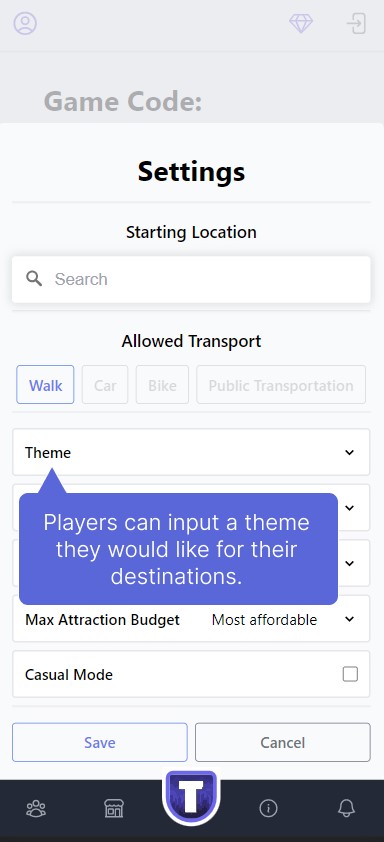 Game Code:
Settings
Starting Location
Search
Allowed Transport
Walk Car Bike Public Transportation
Theme
Players can input a theme
they would like for their
destinations.
Max Attraction Budget Most affordable
Casual Mode
Save Cancel
T